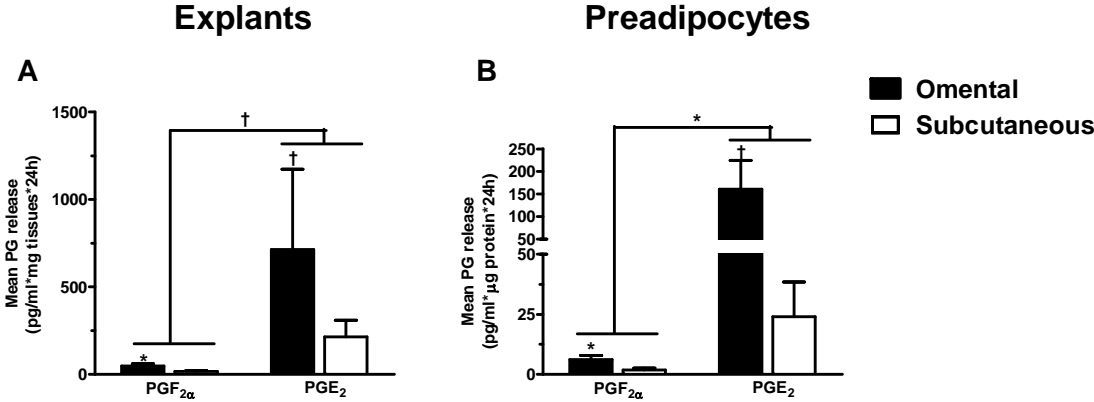 Explants
Preadipocytes
A
B
Omental
Subcutaneous
Mean PG release
(pg/ml*mg tissues*24h)
1500
1000
500
0
†
†
*
PGF2α
PGE2
Mean PG release
(pg/ml*µg protein*24h)
250
200
150
100
50
50
25
0
*
†
*
PGF2α
PGE2